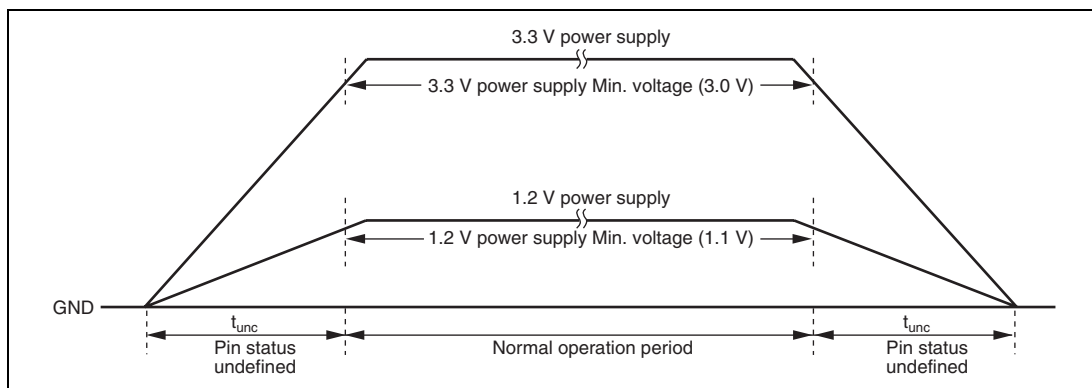 3.3 V power supply
3.3 V power supply Min. voltage (3.0 V)
1.2 V power supply
1.2 V power supply Min. voltage (1.1 V)
GND
tunc
Pin status
undefined
Normal operation period
tunc
Pin status
undefined